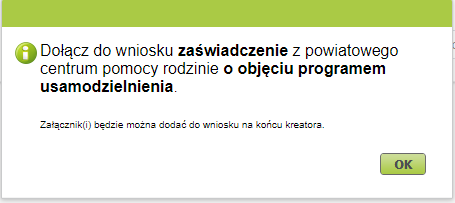 Dołącz do wniosku zaświadczenie z powiatowego
centrum pomocy rodzinie o objęciu programem
usamodzielnienia.
Załącznik(i) będzie można dodać do wniosku na końcu kreatora.
OK